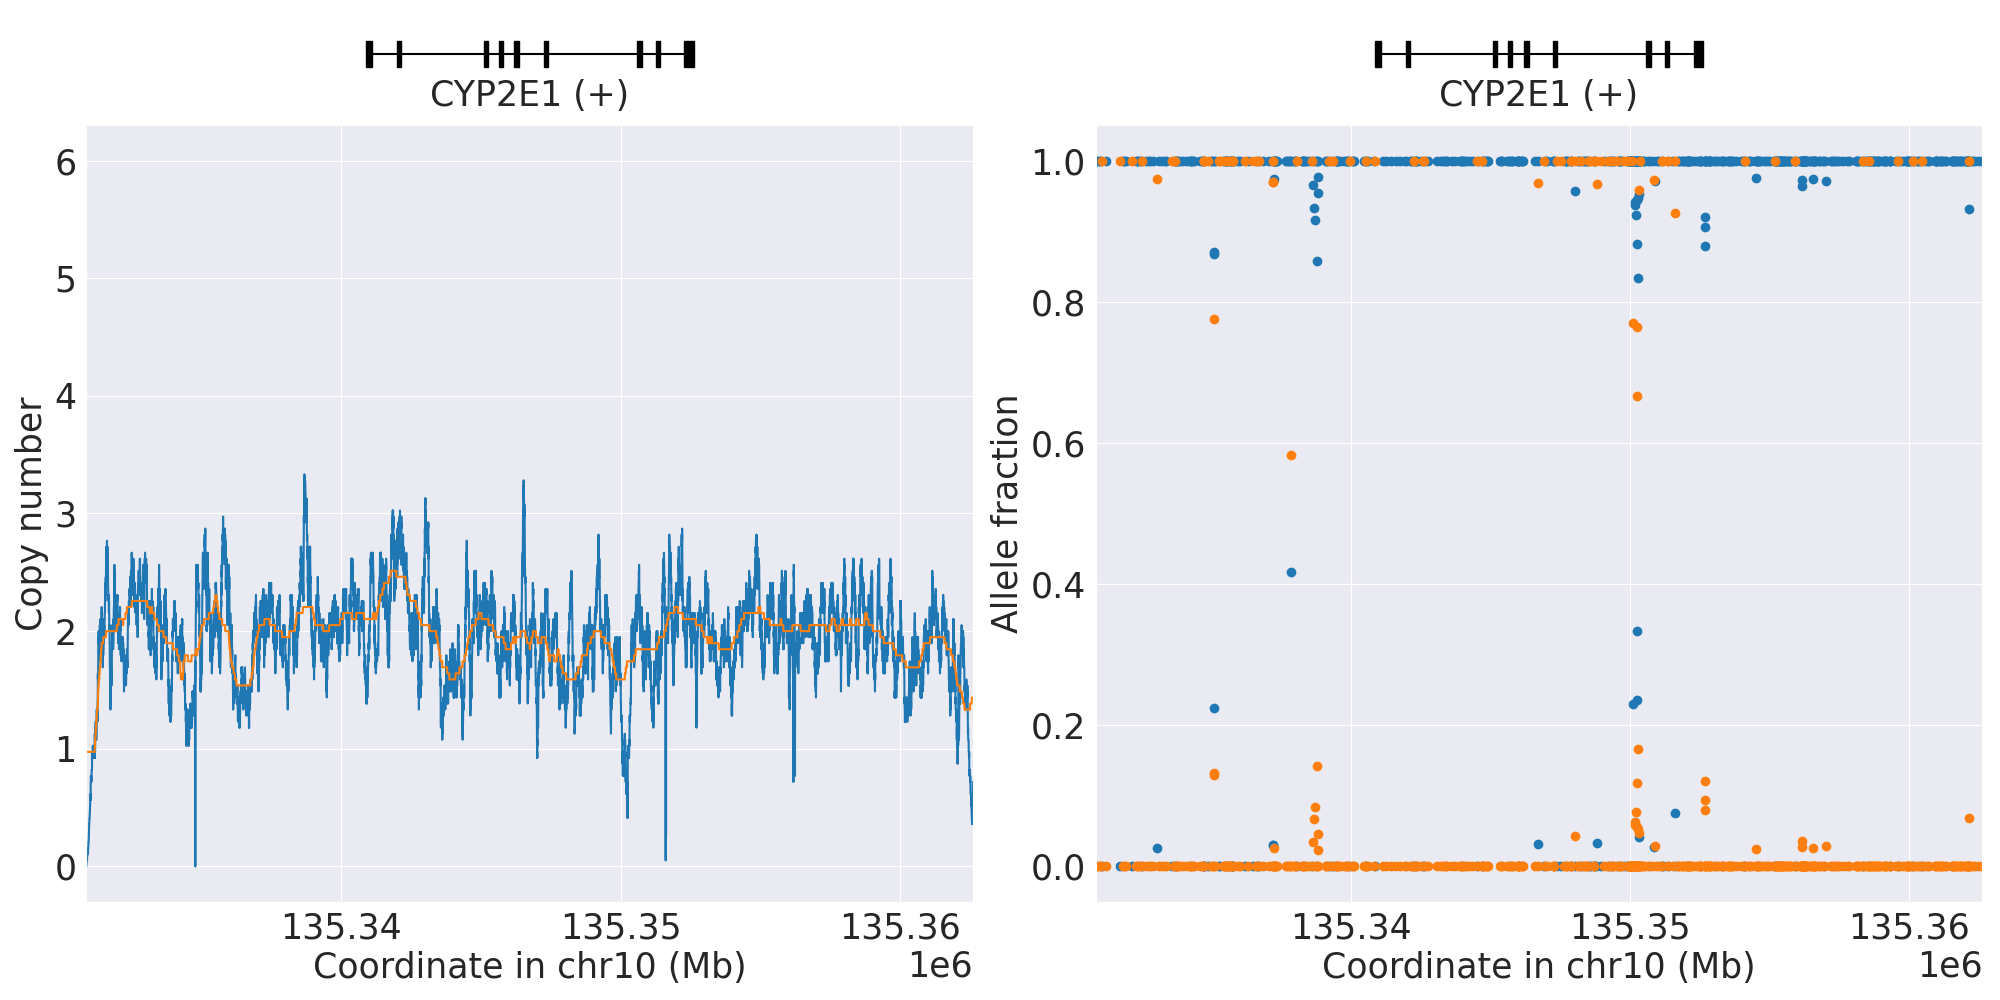 CYP2E1 (+)
6
5
4
3
2
1
0
Copy number
135.34 135.35 135.36
Coordinate in chr10 (Mb)
1e6
CYP2E1 (+)
1.0
0.8
0.6
0.4
0.2
0.0
Allele fraction
135.34 135.35 135.36
Coordinate in chr10 (Mb)
1e6